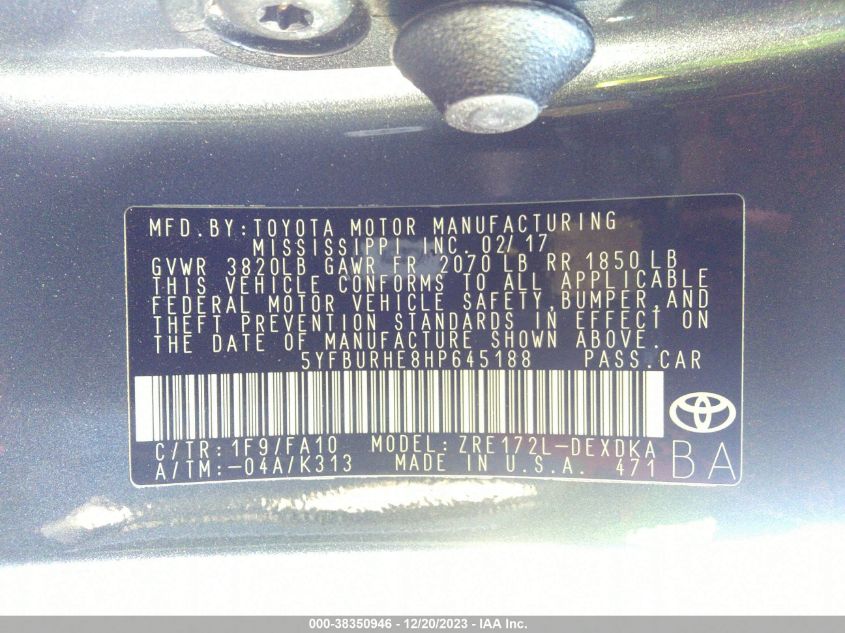 MFD.BY:TOYOTA MOTOR MANUFACTURING
MISSISSIPPI INC. 02/17
GVWR 3820LB GAWR FR 2070 LB RR 1850 LB
THIS VEHICLE CONFORMS TO ALL APPLICABLE
FEDERAL MOTOR VEHICLE SAFETY,BUMPER,AND
THEFT PREVENTION STANDARDS IN EFFECT ON
THE DATE OF MANUFACTURE SHOWN ABOVE.
5YFBURHE8HP645188 PASS.CAR
C/TR:1F9/FA10 MODEL:ZRE172L-DEXDKA
A/TM:-04A/K313 MADE IN U.S.A. 471 BA
000-38350946 - 12/20/2023 - IAA Inc.